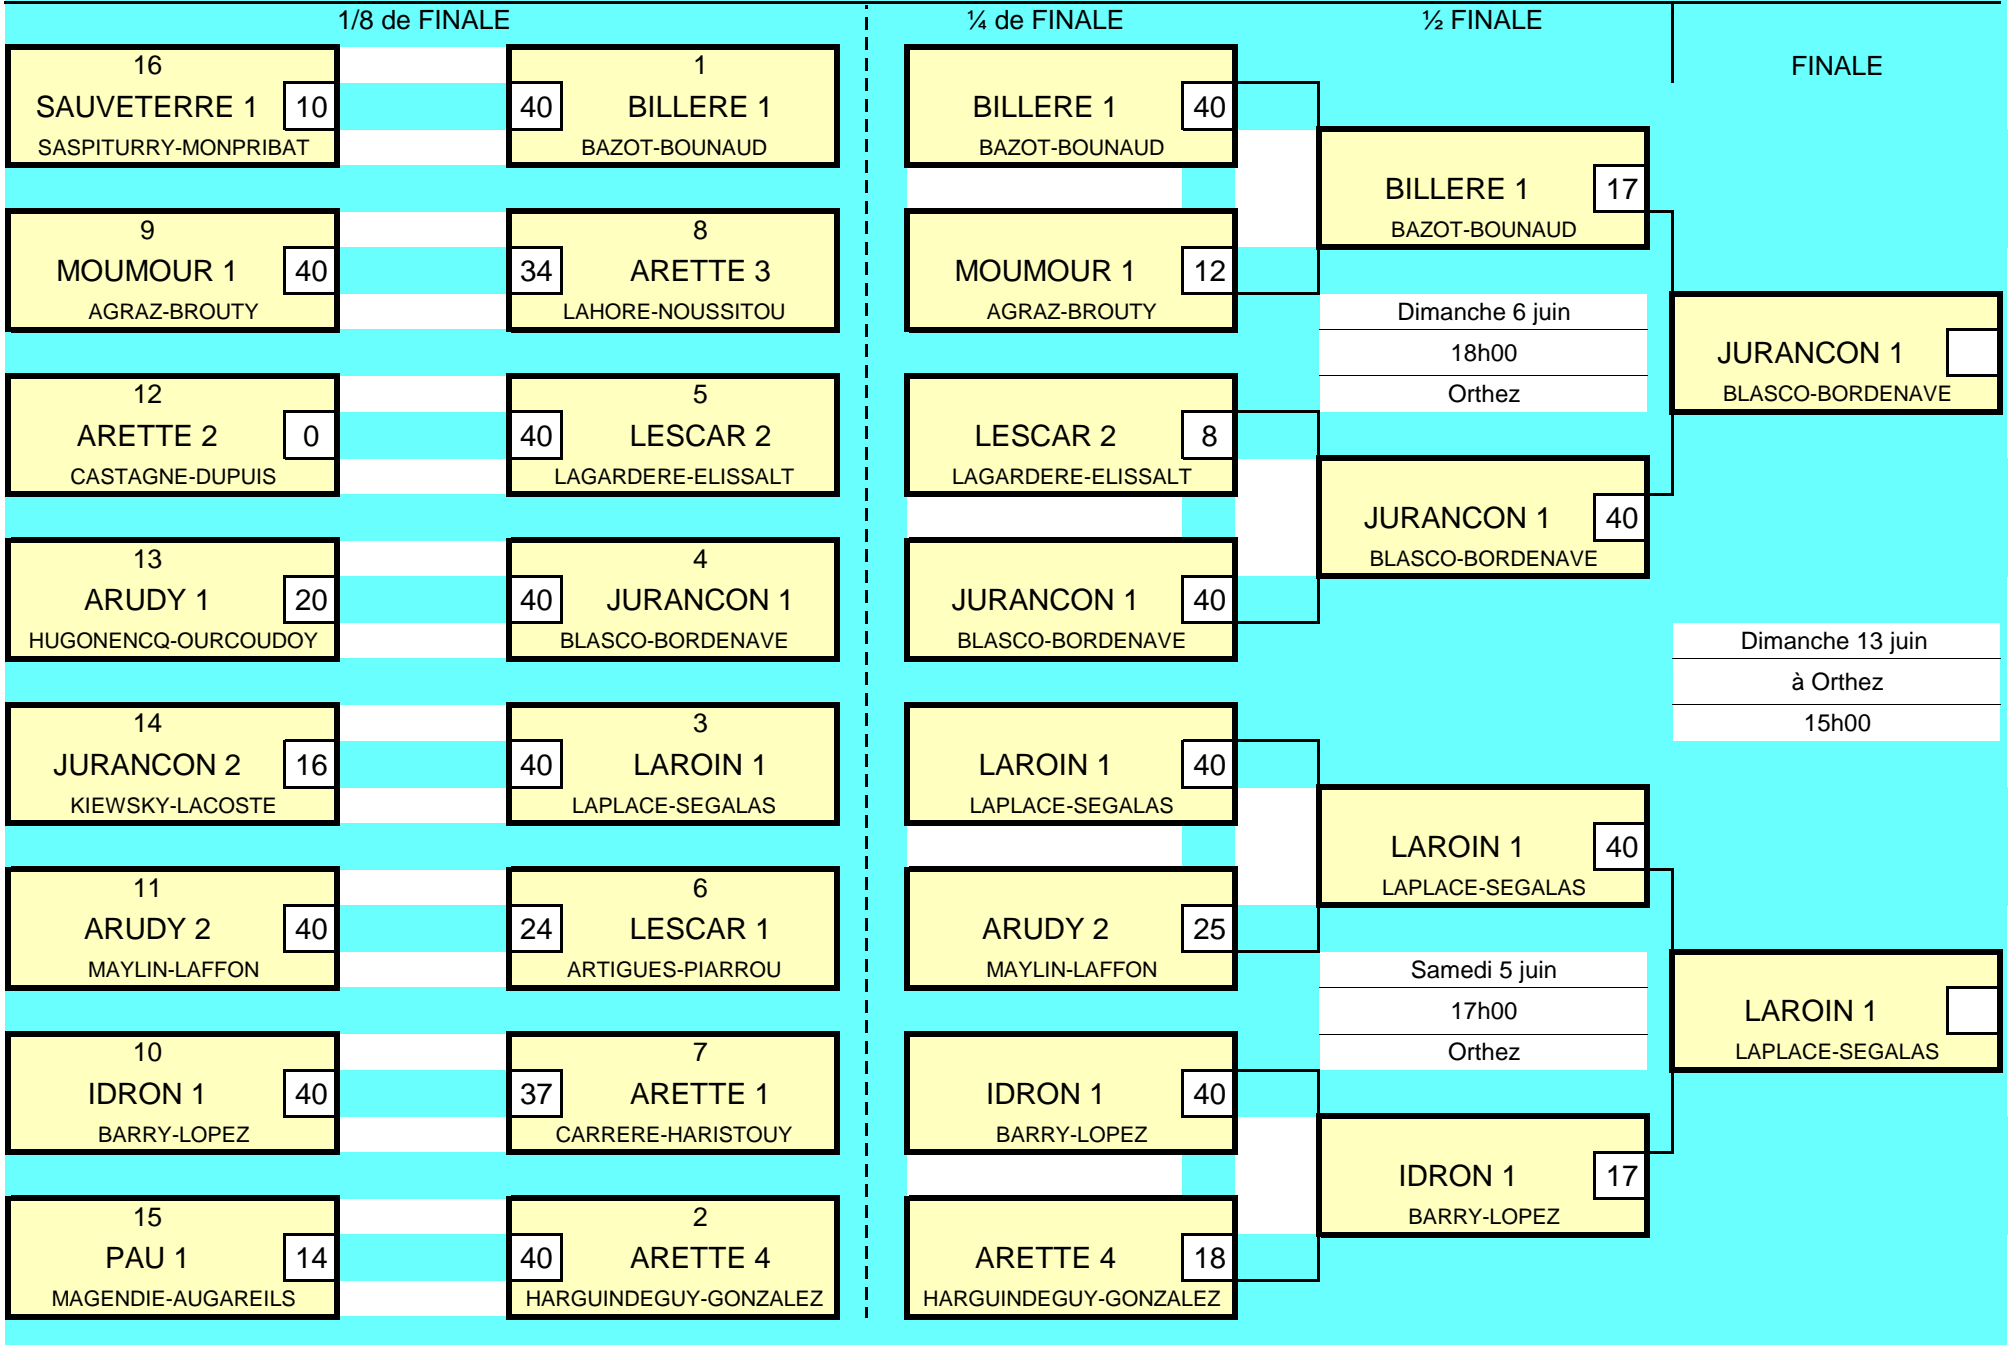 1/8 de FINALE
¼ de FINALE
½ FINALE
FINALE
16
SAUVETERRE 1 10
SASPITURRY-MONPRIBAT
1
40 BILLERE 1
BAZOT-BOUNAUD
9
MOUMOUR 1 40
AGRAZ-BROUTY
8
34 ARETTE 3
LAHORE-NOUSSITOU
12
ARETTE 2 0
CASTAGNE-DUPUIS
5
40 LESCAR 2
LAGARDERE-ELISSALT
13
ARUDY 1 20
HUGONENCQ-OURCOUDOY
4
40 JURANCON 1
BLASCO-BORDENAVE
14
JURANCON 2 16
KIEWSKY-LACOSTE
3
40 LAROIN 1
LAPLACE-SEGALAS
11
ARUDY 2 40
MAYLIN-LAFFON
6
24 LESCAR 1
ARTIGUES-PIARROU
10
IDRON 1 40
BARRY-LOPEZ
7
37 ARETTE 1
CARRERE-HARISTOUY
15
PAU 1 14
MAGENDIE-AUGAREILS
2
40 ARETTE 4
HARGUINDEGUY-GONZALEZ
BILLERE 1 40
BAZOT-BOUNAUD
MOUMOUR 1 12
AGRAZ-BROUTY
LESCAR 2 8
LAGARDERE-ELISSALT
JURANCON 1 40
BLASCO-BORDENAVE
LAROIN 1 40
LAPLACE-SEGALAS
ARUDY 2 25
MAYLIN-LAFFON
IDRON 1 40
BARRY-LOPEZ
ARETTE 4 18
HARGUINDEGUY-GONZALEZ
BILLERE 1 17
BAZOT-BOUNAUD
Dimanche 6 juin
18h00
Orthez
JURANCON 1 40
BLASCO-BORDENAVE
LAROIN 1 40
LAPLACE-SEGALAS
Samedi 5 juin
17h00
Orthez
IDRON 1 17
BARRY-LOPEZ
JURANCON 1
BLASCO-BORDENAVE
Dimanche 13 juin
à Orthez
15h00
LAROIN 1
LAPLACE-SEGALAS